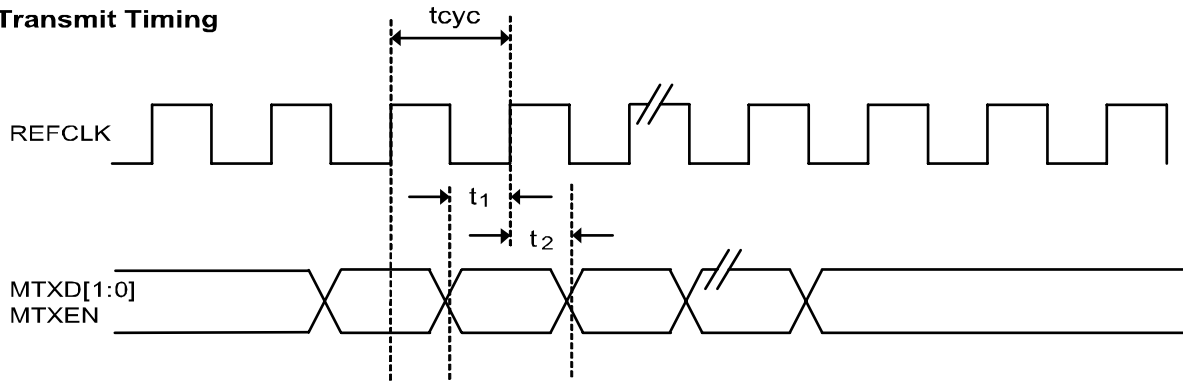 Transmit Timing
tcyc
REFCLK
t1
t2
MTXD[1:0]
MTXEN